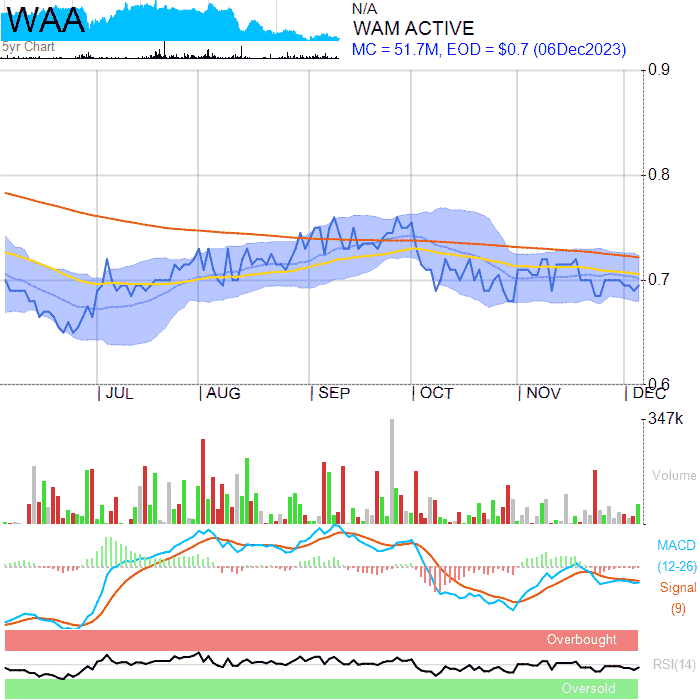 WAA
5yr Chart
N/A
WAM ACTIVE
MC = 51.7M, EOD = $0.7 (06Dec2023)
0.9
0.8
0.7
0.6
JUL AUG SEP OCT NOV DEC
347k
Volume
MACD
(12-26)
Signal
(9)
Overbought
RSI(14)
Oversold